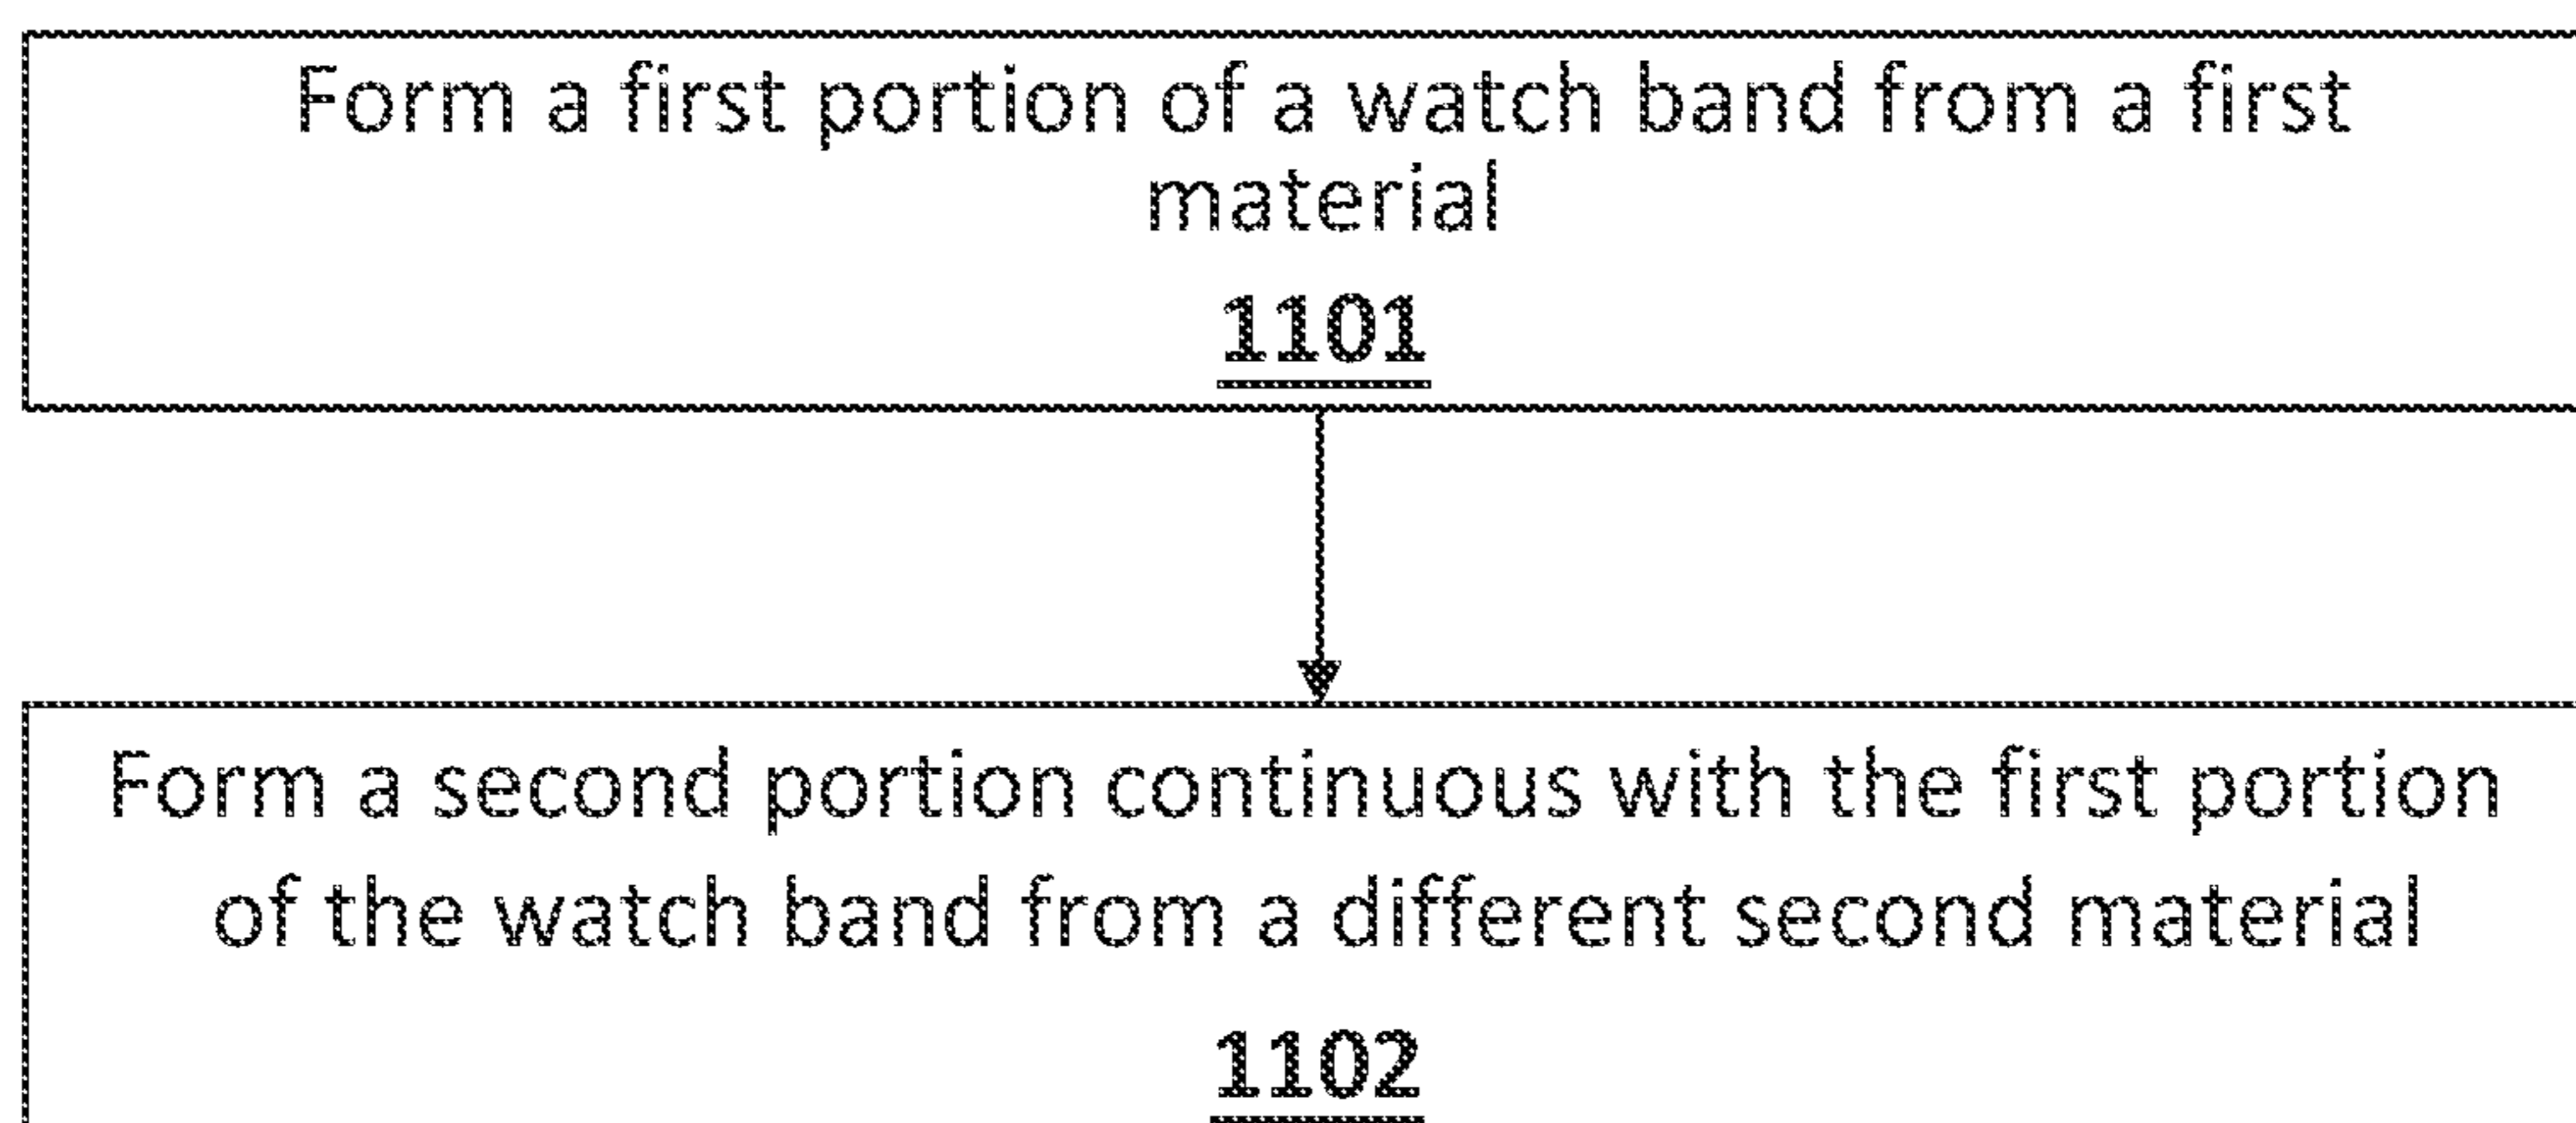 Form a first portion of a watch band from a first
material
1101
Form a second portion continuous with the first portion
of the watch band from a different second material
1102